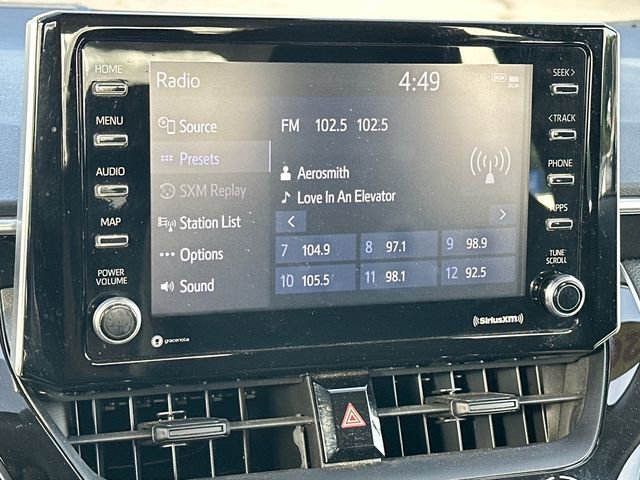 HOME
MENU
AUDIO
MAP
POWER
VOLUME
Radio
4:49
DCM
DCM
Source
Presets
SXM Replay
Station List
Options
Sound
FM 102.5 102.5
Aerosmith
Love In An Elevator
< >
7 104.9 8 97.1 9 98.9
10 105.5 11 98.1 12 92.5
SEEK >
< TRACK
PHONE
APPS
TUNE
SCROLL
gracenote
((SiriusXM))